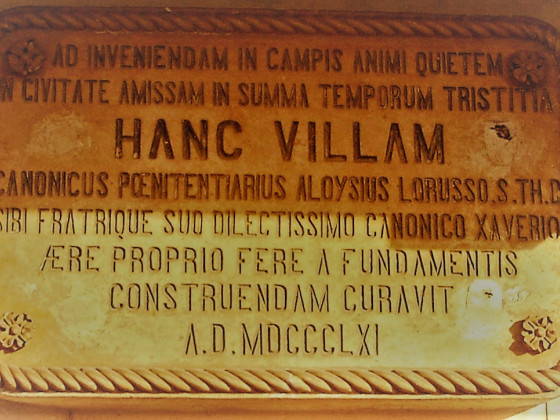 AD INVENIENDAM IN CAMPIS ANIMI QUIETEM
IN CIVITATE AMISSAM IN SUMMA TEMPORUM TRISTITIA
HANC VILLAM
CANONICUS PŒNITENTIARIUS ALOYSIUS LORUSSO, S. TH. D
SIBI FRATRIQUE SUO DILECTISSIMO CANONICO XAVERIO
ÆRE PROPRIO FERE A FUNDAMENTIS
CONSTRUENDAM CURAVIT
A.D. MDCCCLXI